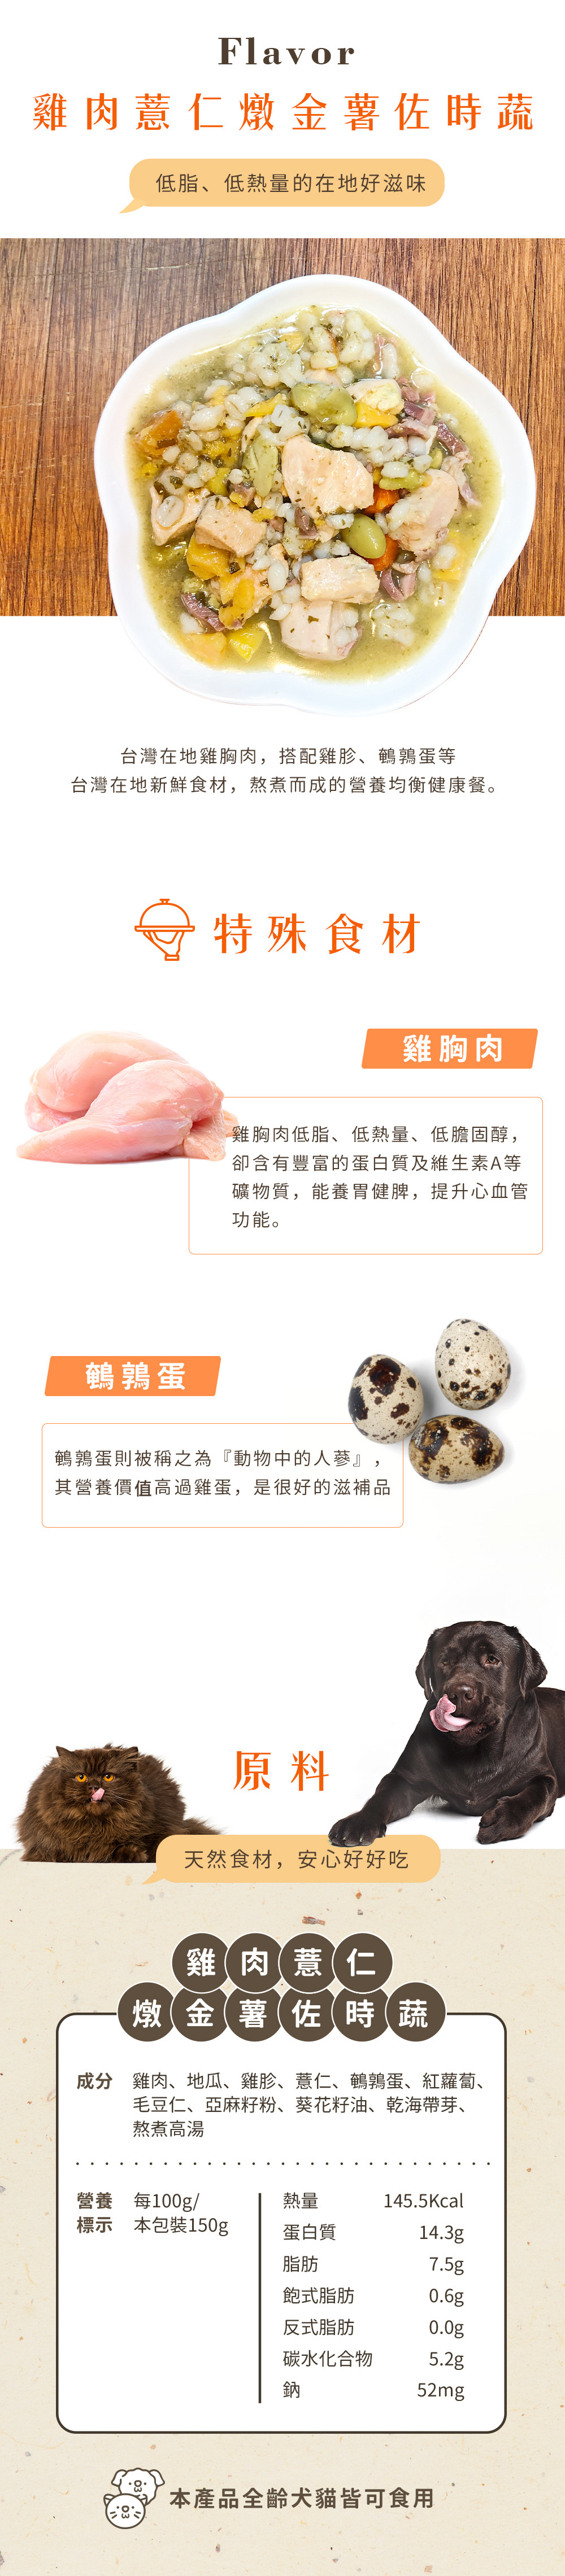 Flavor
雞肉薏仁燉金薯佐時蔬
低脂、低熱量的在地好滋味
台灣在地雞胸肉，搭配雞胗、鵪鶉蛋等
台灣在地新鮮食材，熬煮而成的營養均衡健康餐。
特殊食材
雞胸肉
雞胸肉低脂、低熱量、低膽固醇，
卻含有豐富的蛋白質及維生素A等
礦物質，能養胃健脾，提升心血管
功能。
鵪鶉蛋
鵪鶉蛋則被稱之為『動物中的人蔘』，
其營養價值高過雞蛋，是很好的滋補品
原料
天然食材，安心好好吃
雞肉薏仁
燉金薯佐時蔬
成分 雞肉、地瓜、雞胗、薏仁、鵪鶉蛋、紅蘿蔔、
毛豆仁、亞麻籽粉、葵花籽油、乾海帶芽、
熬煮高湯
營養 每100g/
標示 本包裝150g
熱量 145.5Kcal
蛋白質 14.3g
脂肪 7.5g
飽式脂肪 0.6g
反式脂肪 0.0g
碳水化合物 5.2g
鈉 52mg
本產品全齡犬貓皆可食用